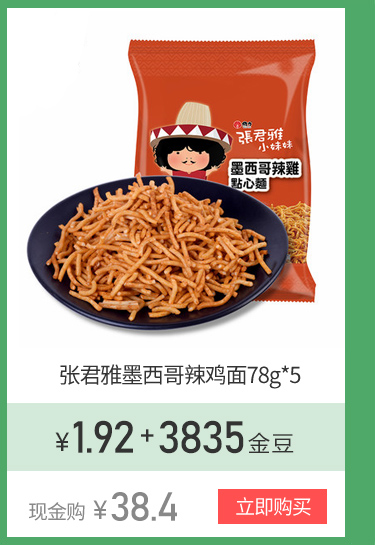 張君雅
小妹妹
墨西哥辣雞
點心麵
张君雅墨西哥辣鸡面78g*5
¥1.92+3835金豆
现金购 ¥38.4
立即购买